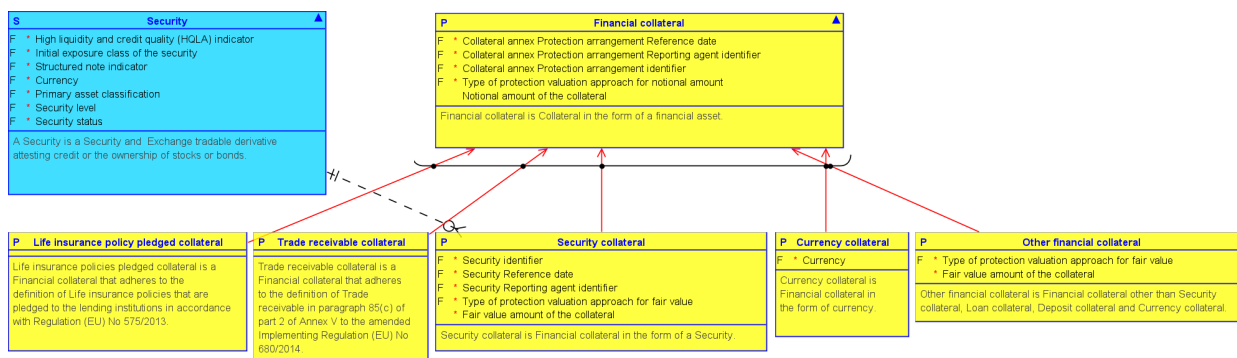 S Security
F * High liquidity and credit quality (HQLA) indicator
F * Initial exposure class of the security
F * Structured note indicator
F * Currency
F * Primary asset classification
F * Security level
F * Security status
A Security is a Security and Exchange tradable derivative
attesting credit or the ownership of stocks or bonds.
P Financial collateral
F * Collateral annex Protection arrangement Reference date
F * Collateral annex Protection arrangement Reporting agent identifier
F * Collateral annex Protection arrangement identifier
F * Type of protection valuation approach for notional amount
Notional amount of the collateral
Financial collateral is Collateral in the form of a financial asset.
P Life insurance policy pledged collateral
Life insurance policies pledged collateral is a
Financial collateral that adheres to the
definition of Life insurance policies that are
pledged to the lending institutions in accordance
with Regulation (EU) No 575/2013.
P Trade receivable collateral
Trade receivable collateral is a
Financial collateral that adheres
to the definition of Trade
receivable in paragraph 85(c) of
part 2 of Annex V to the amended
Implementing Regulation (EU) No
680/2014.
P Security collateral
F * Security identifier
F * Security Reference date
F * Security Reporting agent identifier
F * Type of protection valuation approach for fair value
* Fair value amount of the collateral
Security collateral is Financial collateral in the form of a Security.
P Currency collateral
F * Currency
Currency collateral is
Financial collateral in
the form of currency.
P Other financial collateral
F * Type of protection valuation approach for fair value
* Fair value amount of the collateral
Other financial collateral is Financial collateral other than Security
collateral, Loan collateral, Deposit collateral and Currency collateral.